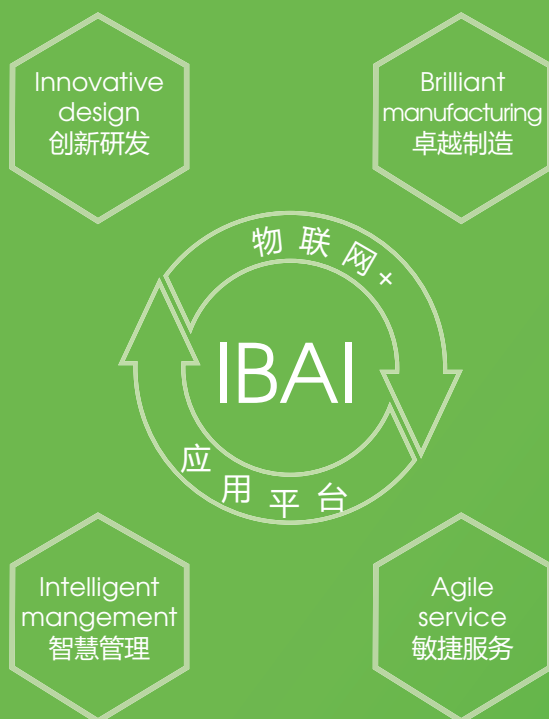 Innovative
design
创新研发
Brilliant
manufacturing
卓越制造
物联网+
IBAI
应用平台
Intelligent
mangement
智慧管理
Agile
service
敏捷服务